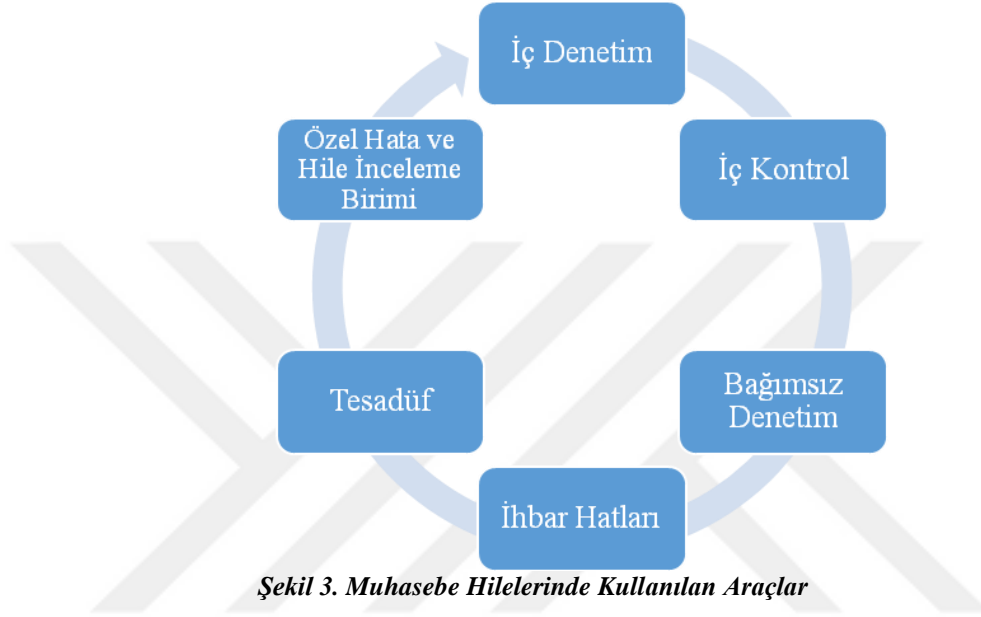 İç Denetim
İç Kontrol
Bağımsız
Denetim
İhbar Hatları
Tesadüf
Özel Hata ve
Hile İnceleme
Birimi
Şekil 3. Muhasebe Hilelerinde Kullanılan Araçlar